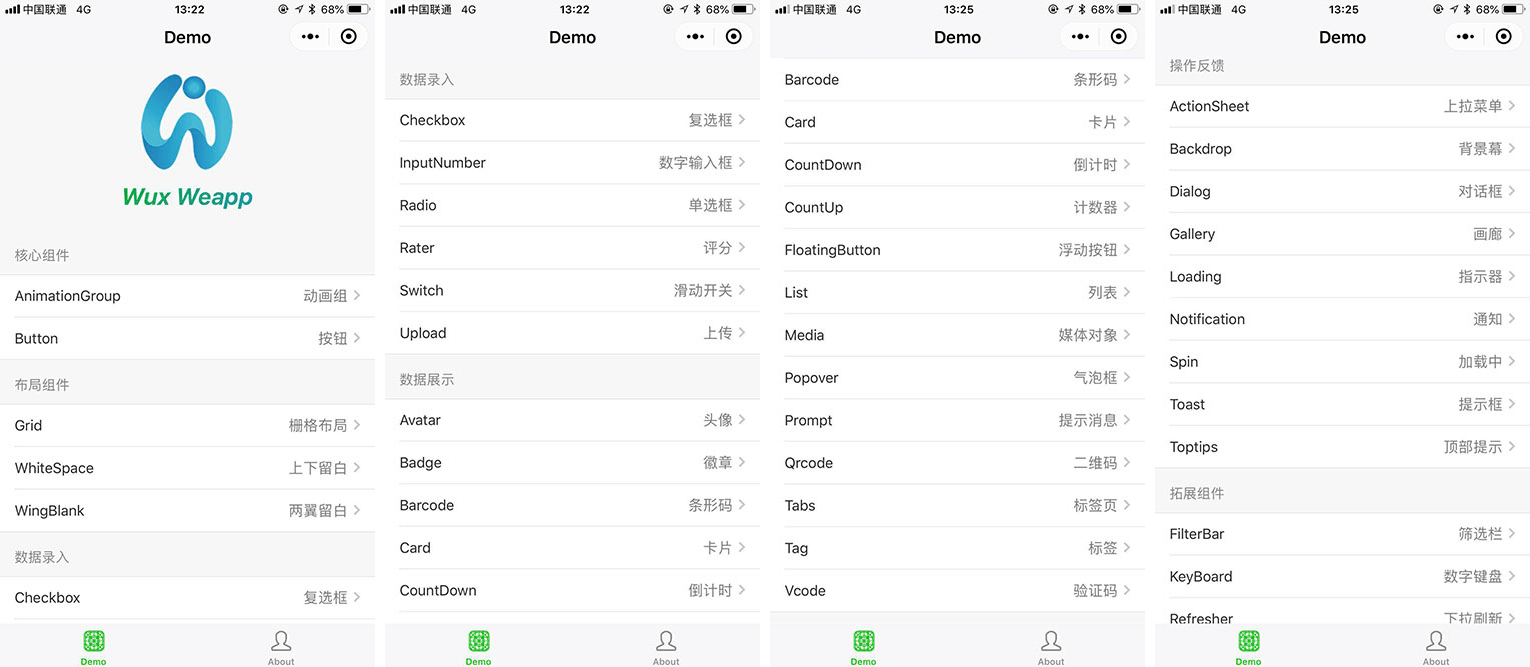 中国联通 4G 13:22 68%
Demo
Wux Weapp
核心组件
AnimationGroup 动画组
Button 按钮
布局组件
Grid 栅格布局
WhiteSpace 上下留白
WingBlank 两翼留白
数据录入
Checkbox 复选框
Demo About
中国联通 4G 13:22 68%
Demo
数据录入
Checkbox 复选框
InputNumber 数字输入框
Radio 单选框
Rater 评分
Switch 滑动开关
Upload 上传
数据展示
Avatar 头像
Badge 徽章
Barcode 条形码
Card 卡片
CountDown 倒计时
Demo About
中国联通 4G 13:25 68%
Demo
Barcode 条形码
Card 卡片
CountDown 倒计时
CountUp 计数器
FloatingButton 浮动按钮
List 列表
Media 媒体对象
Popover 气泡框
Prompt 提示消息
Qrcode 二维码
Tabs 标签页
Tag 标签
Vcode 验证码
Demo About
中国联通 4G 13:25 68%
Demo
操作反馈
ActionSheet 上拉菜单
Backdrop 背景幕
Dialog 对话框
Gallery 画廊
Loading 指示器
Notification 通知
Spin 加载中
Toast 提示框
Toptips 顶部提示
拓展组件
FilterBar 筛选栏
KeyBoard 数字键盘
Refresher 下拉刷新
Demo About